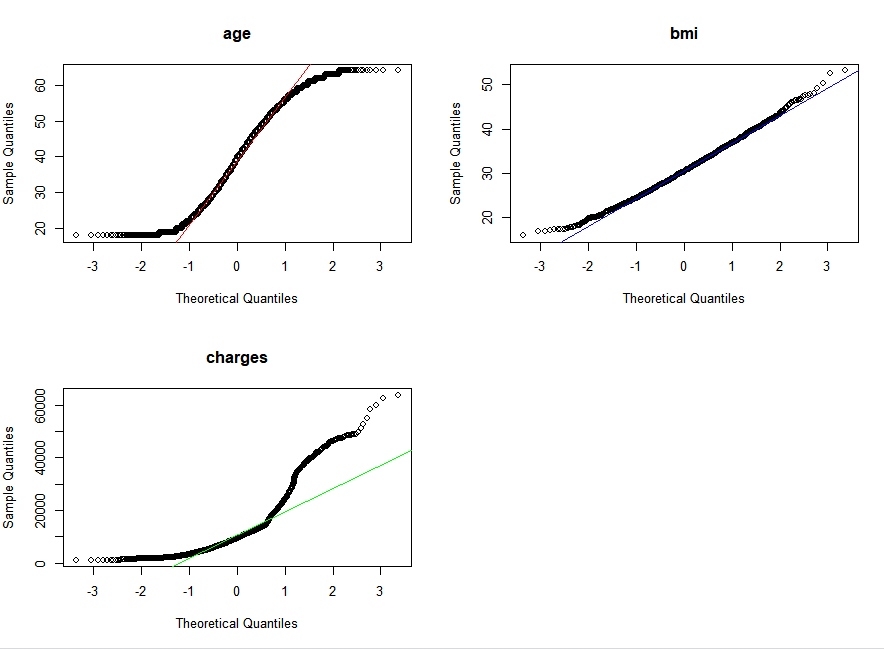 age
60
50
40
30
20
Sample Quantiles
-3 -2 -1 0 1 2 3
Theoretical Quantiles
bmi
50
40
30
20
Sample Quantiles
-3 -2 -1 0 1 2 3
Theoretical Quantiles
charges
60000
40000
20000
0
Sample Quantiles
-3 -2 -1 0 1 2 3
Theoretical Quantiles